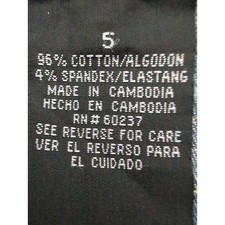 5
96% COTTON/ALGODON
4% SPANDEX/ELASTANG
MADE IN CAMBODIA
HECHO EN CAMBODIA
RN# 60237
SEE REVERSE FOR CARE
VER EL REVERSO PARA
EL CUIDADO